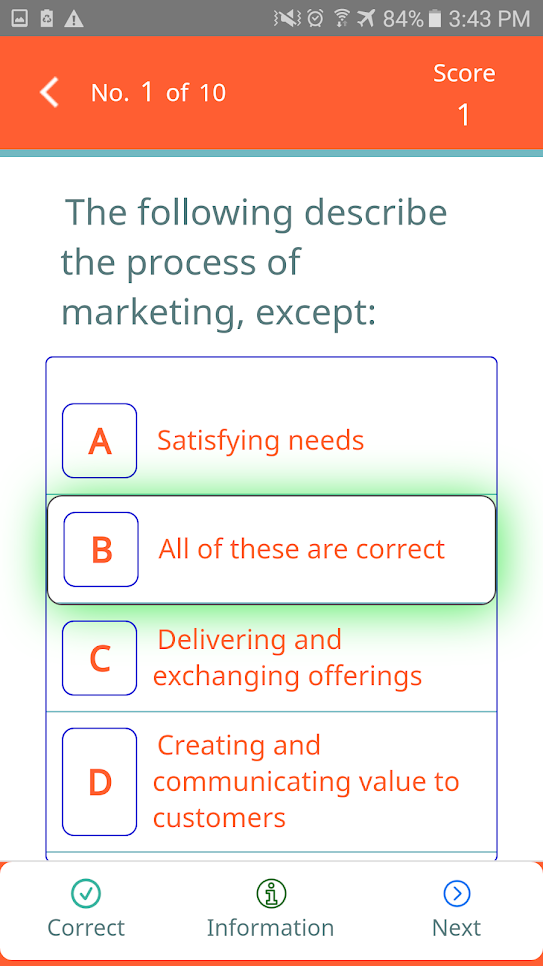 84% 3:43 PM
No. 1 of 10
Score
1
The following describe
the process of
marketing, except:
A Satisfying needs
B All of these are correct
C Delivering and
exchanging offerings
D Creating and
communicating value to
customers
Correct Information Next